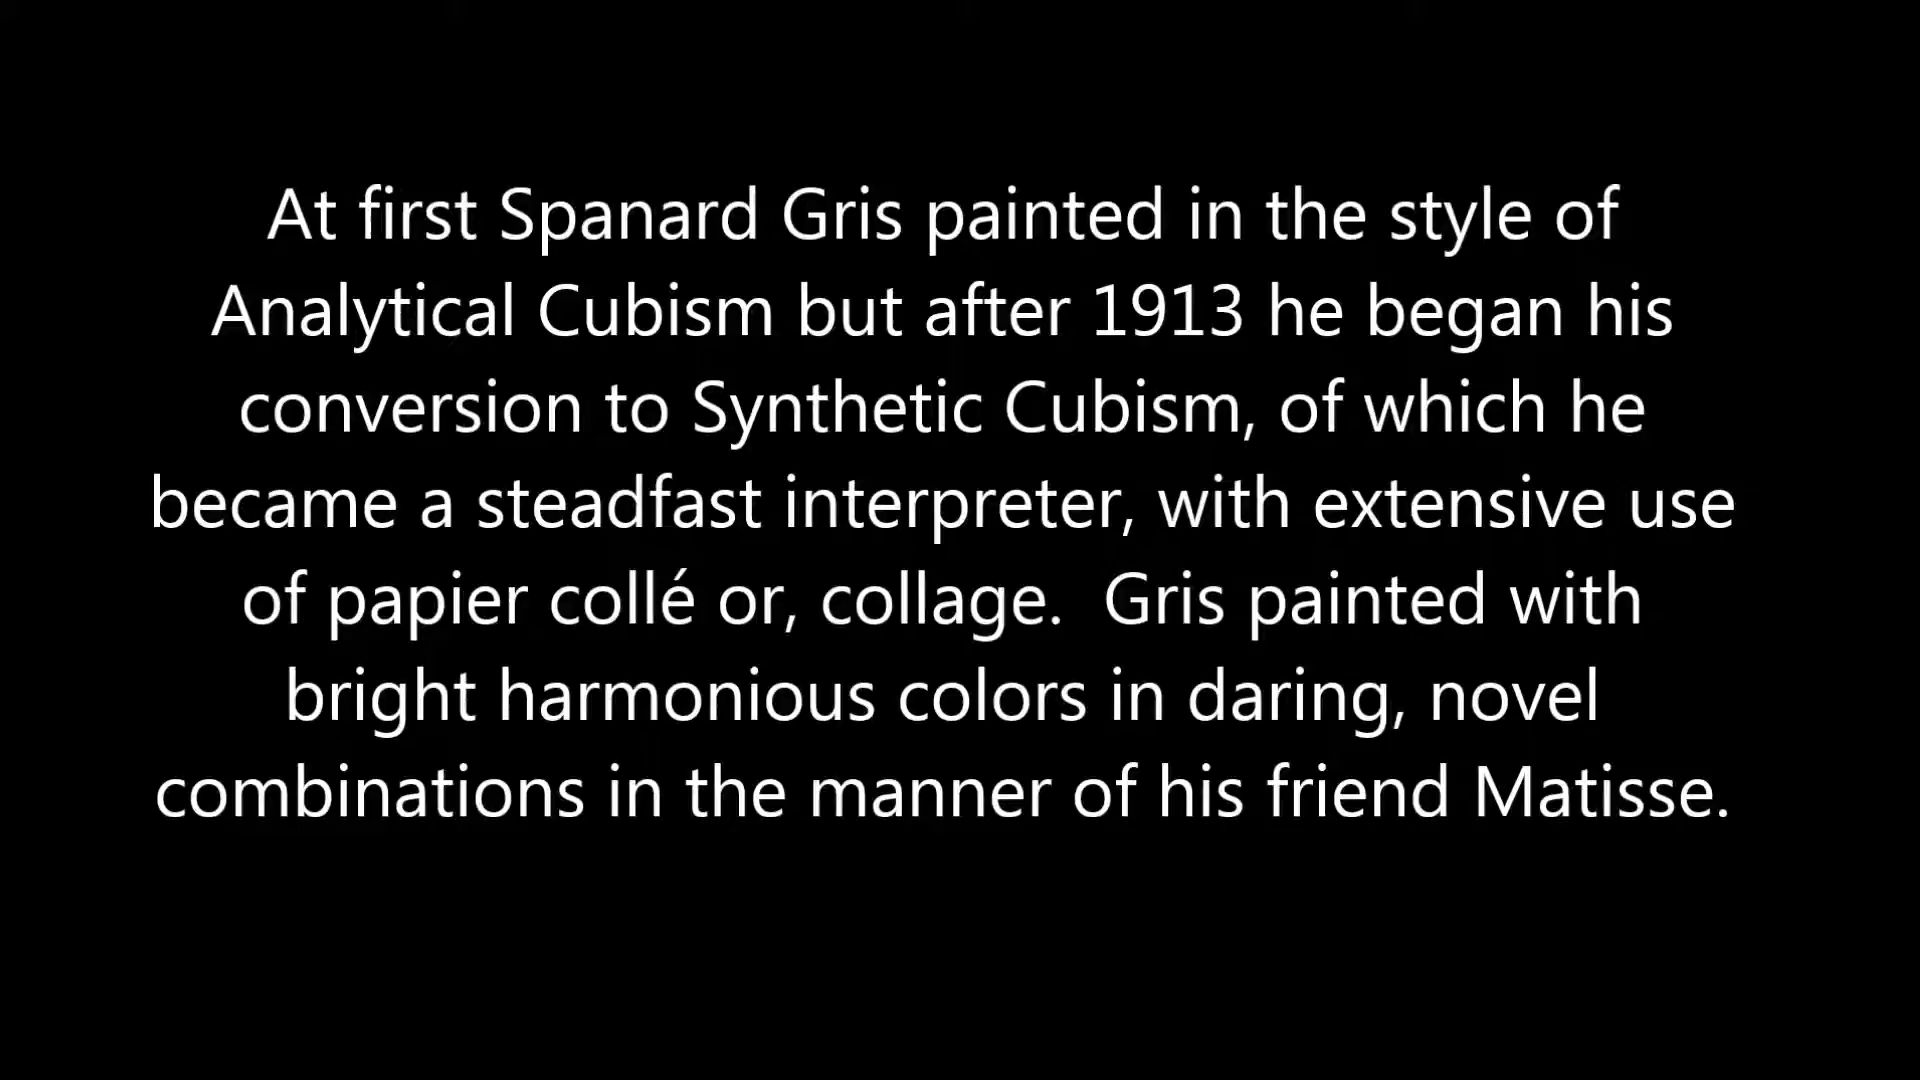 At first Spanard Gris painted in the style of
Analytical Cubism but after 1913 he began his
conversion to Synthetic Cubism, of which he
became a steadfast interpreter, with extensive use
of papier collé or, collage.  Gris painted with
bright harmonious colors in daring, novel
combinations in the manner of his friend Matisse.